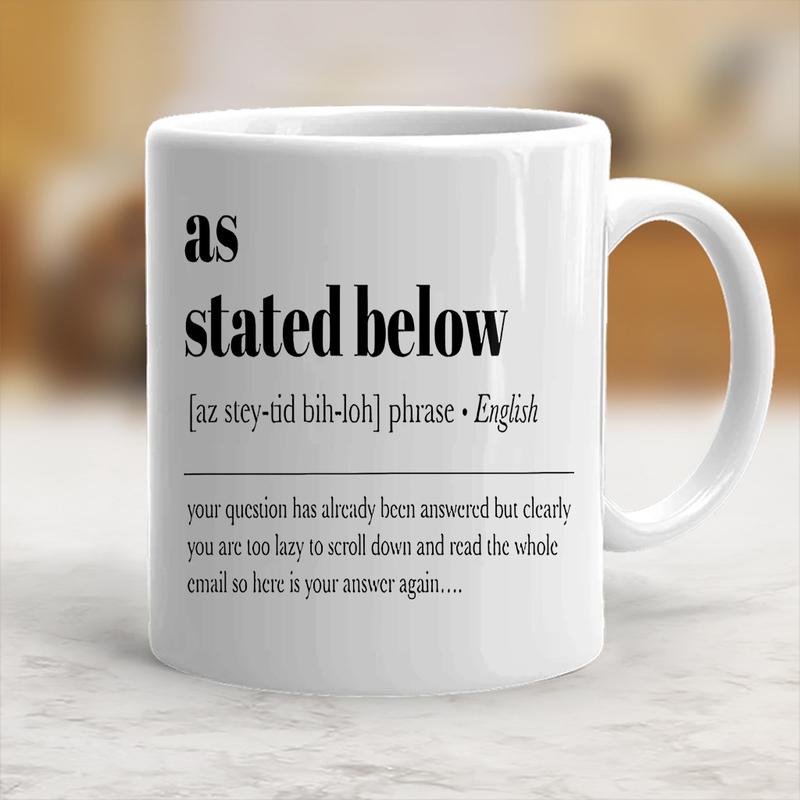 as
stated below
[az stey-tid bih-loh] phrase • English
your question has already been answered but clearly
you are too lazy to scroll down and read the whole
email so here is your answer again....